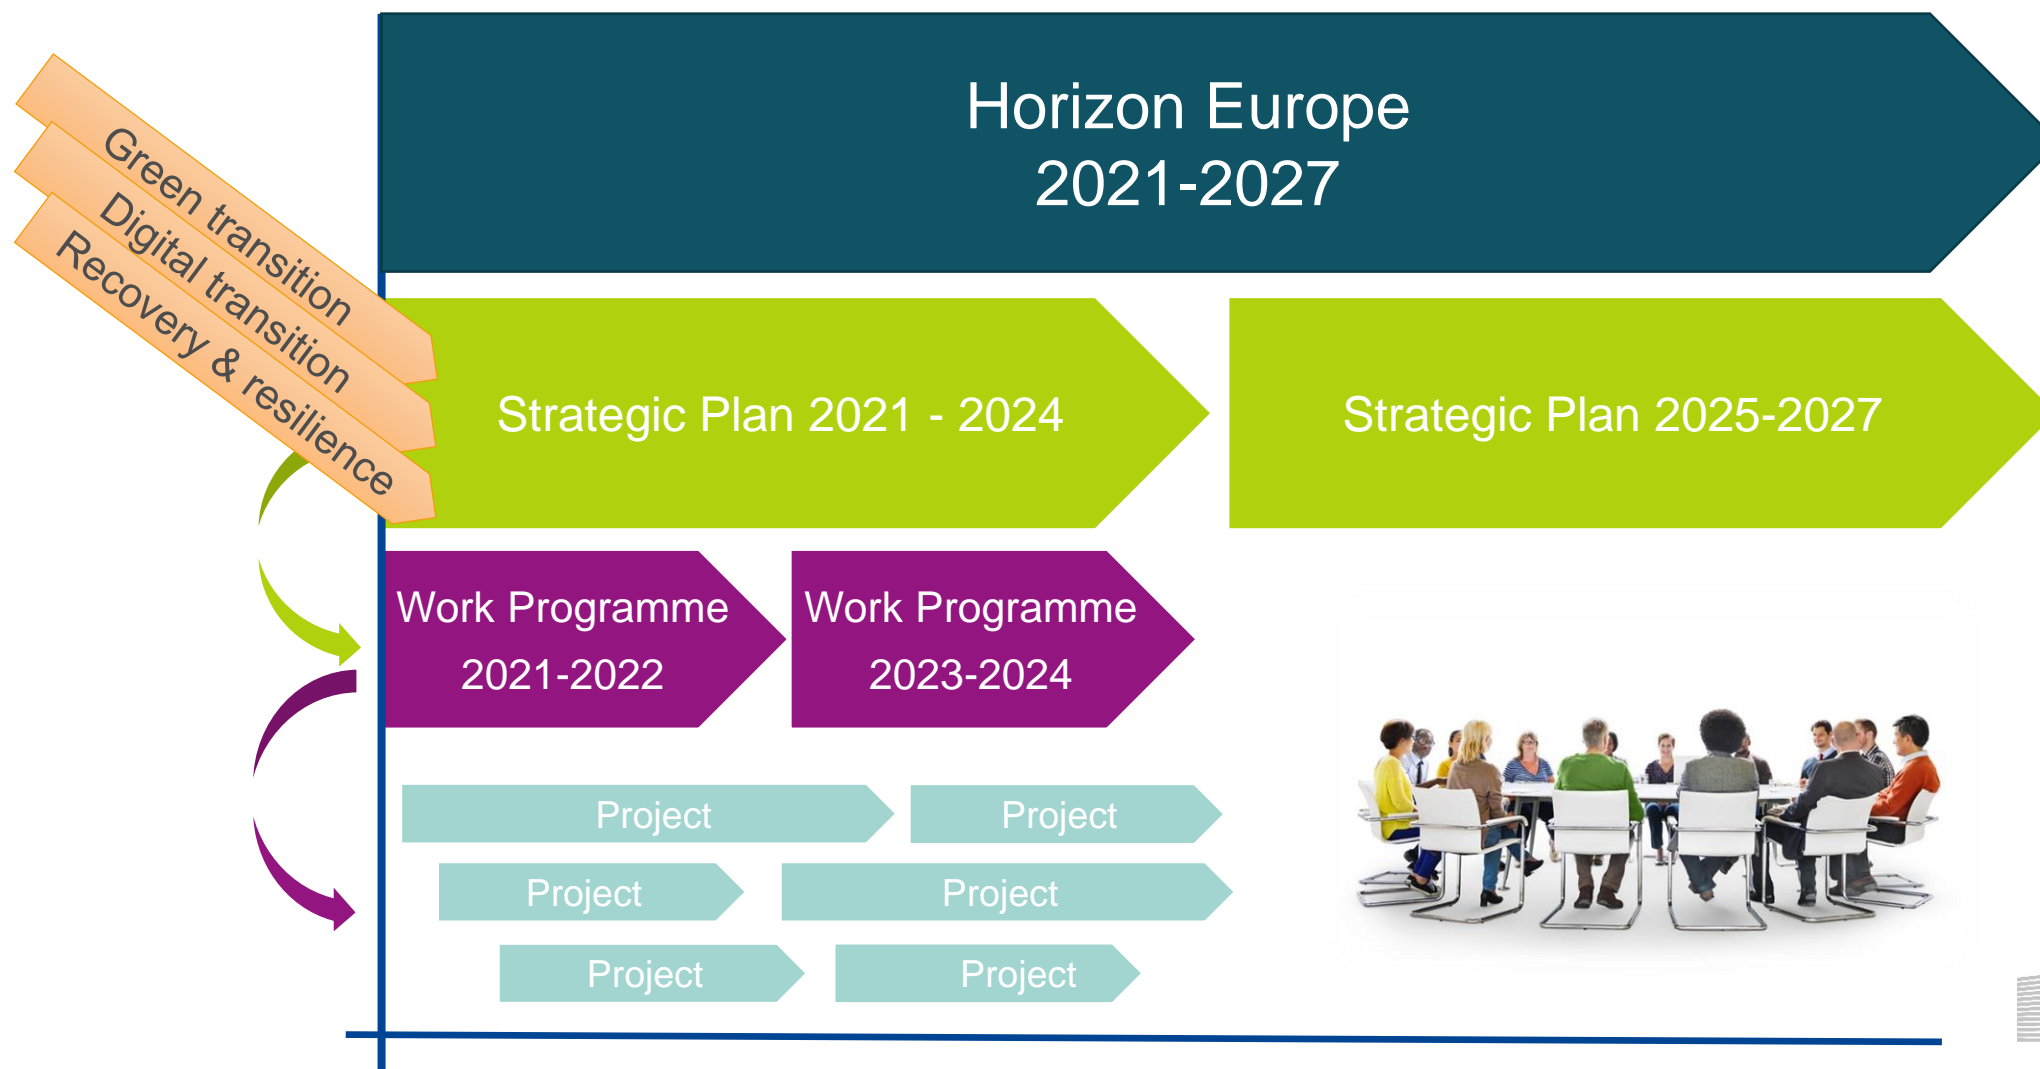 Horizon Europe
2021-2027
Green transition
Digital transition
Recovery & resilience
Strategic Plan 2021 - 2024
Strategic Plan 2025-2027
Work Programme
2021-2022
Work Programme
2023-2024
Project
Project
Project
Project
Project
Project